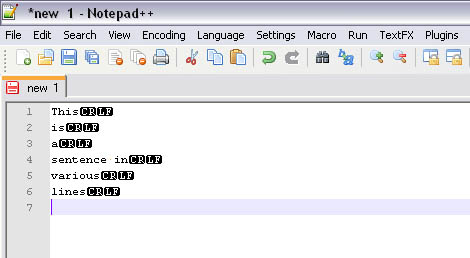 *new 1 - Notepad++
File Edit Search View Encoding Language Settings Macro Run TextFX Plugins
new 1
1 ThisCRLF
2 isCRLF
3 aCRLF
4 sentence inCRLF
5 variousCRLF
6 linesCRLF
7